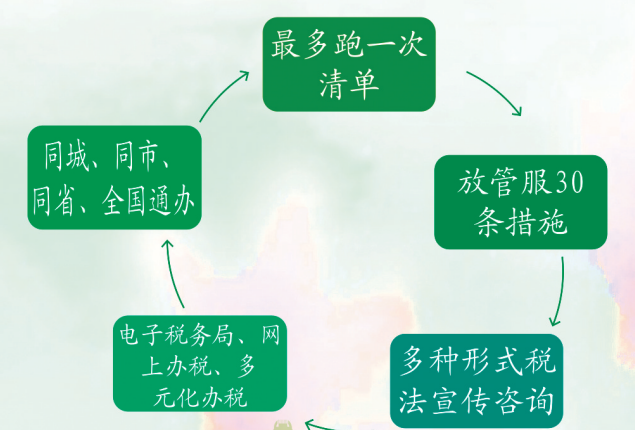 最多跑一次
清单
放管服30
条措施
多种形式税
法宣传咨询
电子税务局、网
上办税、多
元化办税
同城、同市、
同省、全国通办